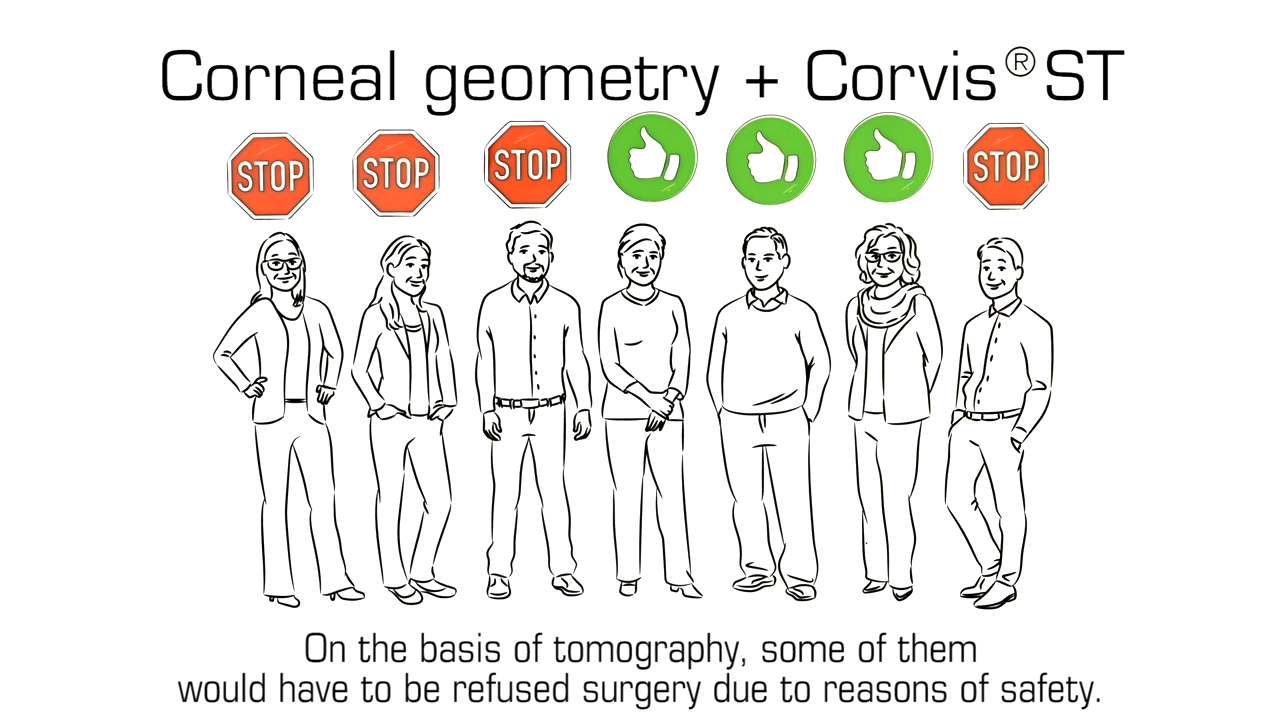 Corneal geometry + Corvis® ST
STOP STOP STOP STOP
On the basis of tomography, some of them
would have to be refused surgery due to reasons of safety.